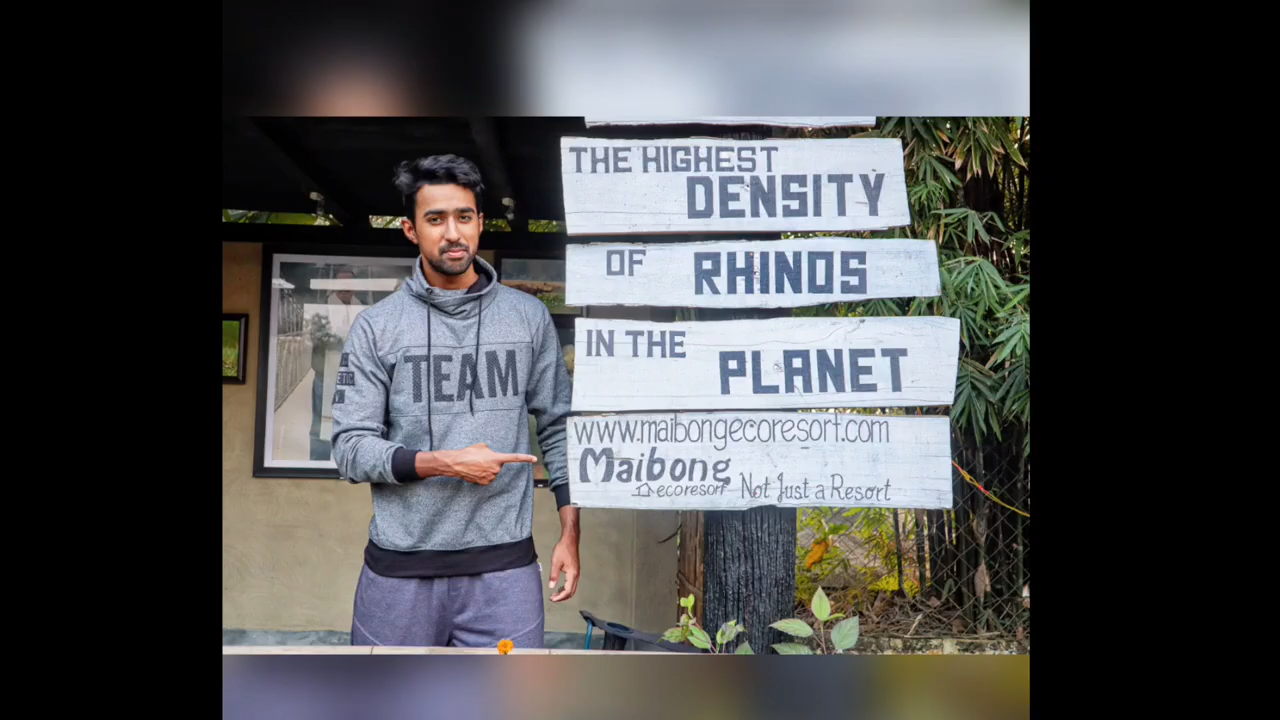 THE HIGHEST
DENSITY
OF RHINOS
IN THE
PLANET
www.maibongecoresort.com
Maibong
ecoresort Not Just a Resort
TEAM